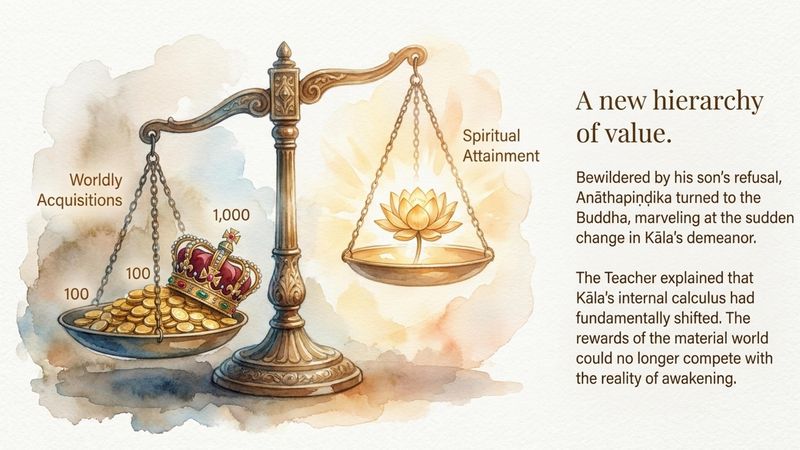 Worldly
Acquisitions
1,000
100
100
Spiritual
Attainment
A new hierarchy
of value.
Bewildered by his son’s refusal,
Anāthapiṇḍika turned to the
Buddha, marveling at the sudden
change in Kāla’s demeanor.
The Teacher explained that
Kāla’s internal calculus had
fundamentally shifted. The
rewards of the material world
could no longer compete with
the reality of awakening.